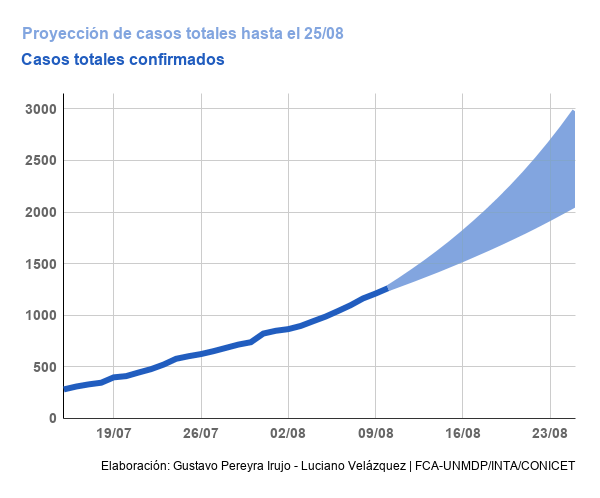 Proyección de casos totales hasta el 25/08
Casos totales confirmados
3000
2500
2000
1500
1000
500
0
19/07 26/07 02/08 09/08 16/08 23/08
Elaboración: Gustavo Pereyra Irujo - Luciano Velázquez | FCA-UNMDP/INTA/CONICET